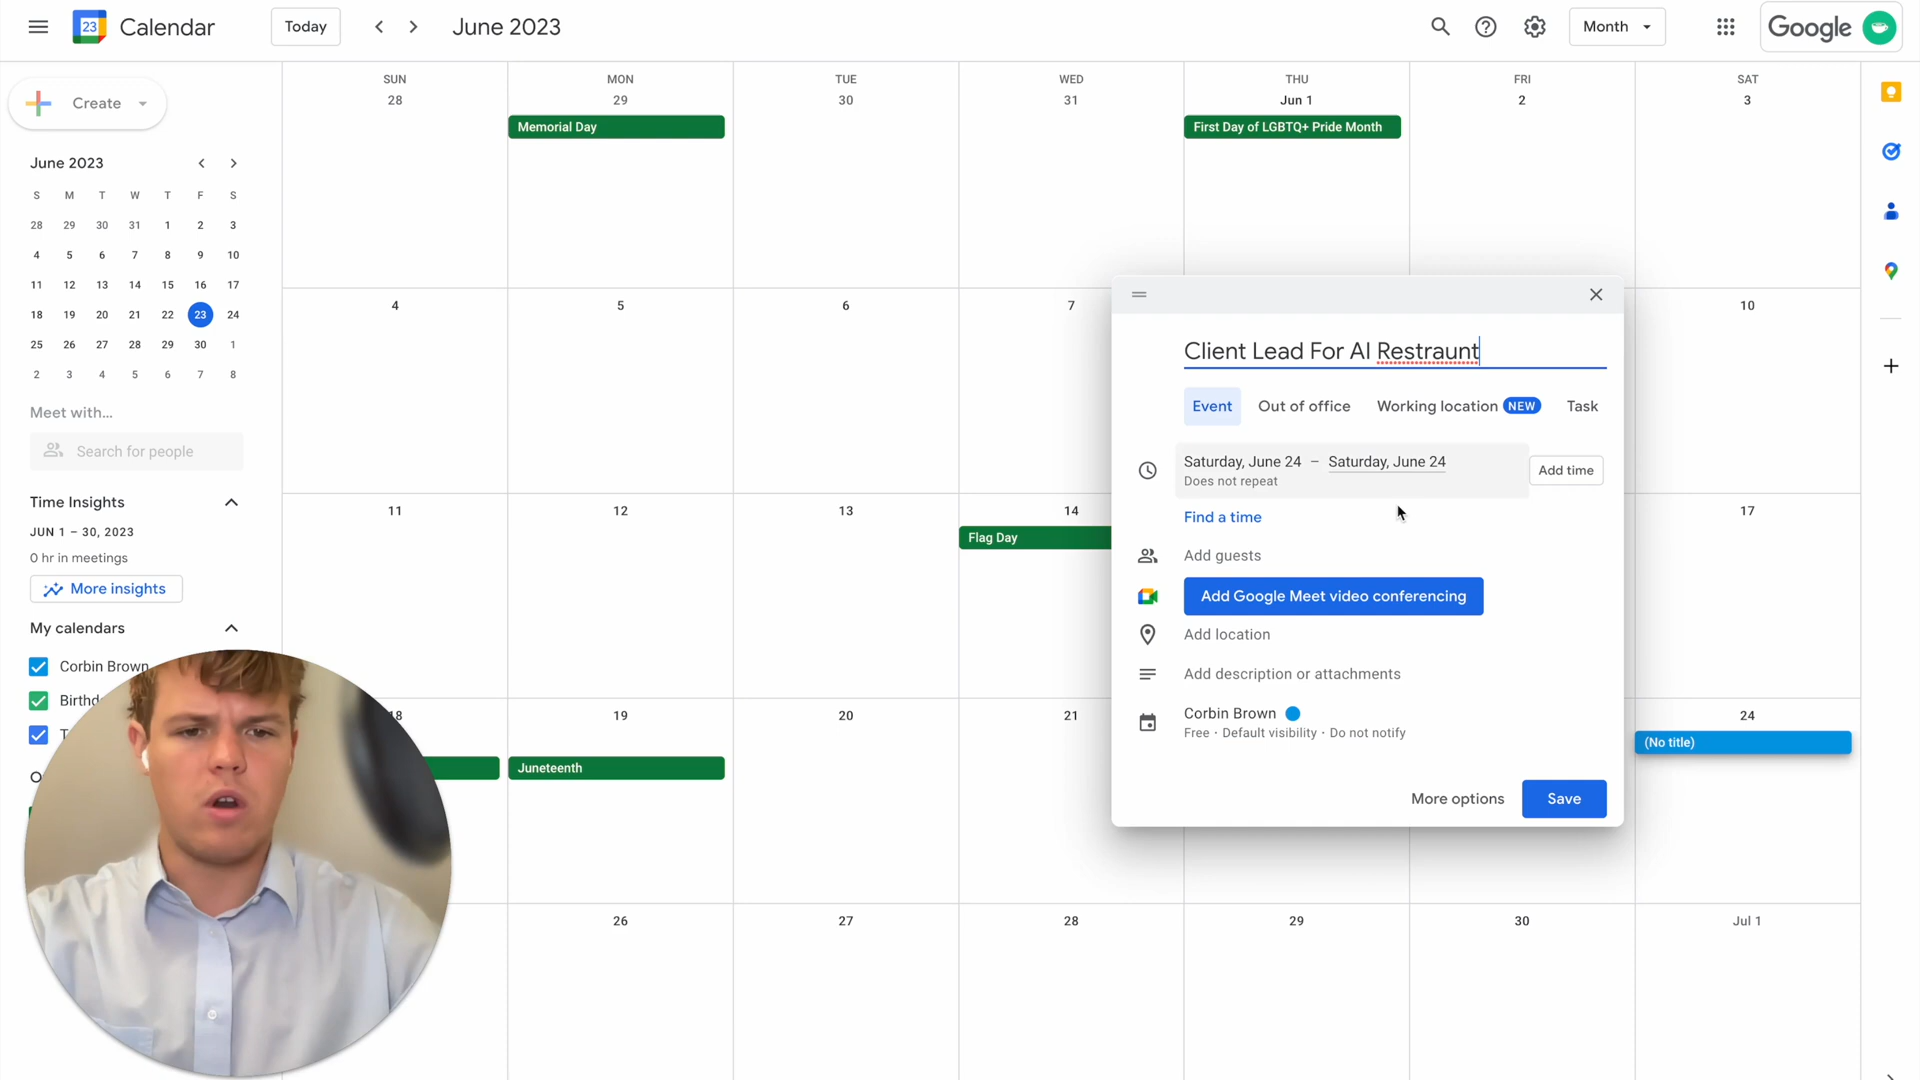 23
Calendar
Today
June 2023
Month
Google
Create
June 2023
S M T W T F S
28 29 30 31 1 2 3
4 5 6 7 8 9 10
11 12 13 14 15 16 17
18 19 20 21 22 23 24
25 26 27 28 29 30 1
2 3 4 5 6 7 8
Meet with...
Search for people
Time Insights
JUN 1 – 30, 2023
0 hr in meetings
More insights
My calendars
Corbin Brown
SUN MON TUE WED THU FRI SAT
28 29 30 31 Jun 1 2 3
Memorial Day
First Day of LGBTQ+ Pride Month
4 5 6 7 10
11 12 13 14 17
Flag Day
19 20 21 24
(No title)
Juneteenth
26 27 28 29 30 Jul 1
Client Lead For AI Restraunt
Event Out of office Working location NEW Task
Saturday, June 24 – Saturday, June 24
Does not repeat
Add time
Find a time
Add guests
Add Google Meet video conferencing
Add location
Add description or attachments
Corbin Brown
Free · Default visibility · Do not notify
More options
Save